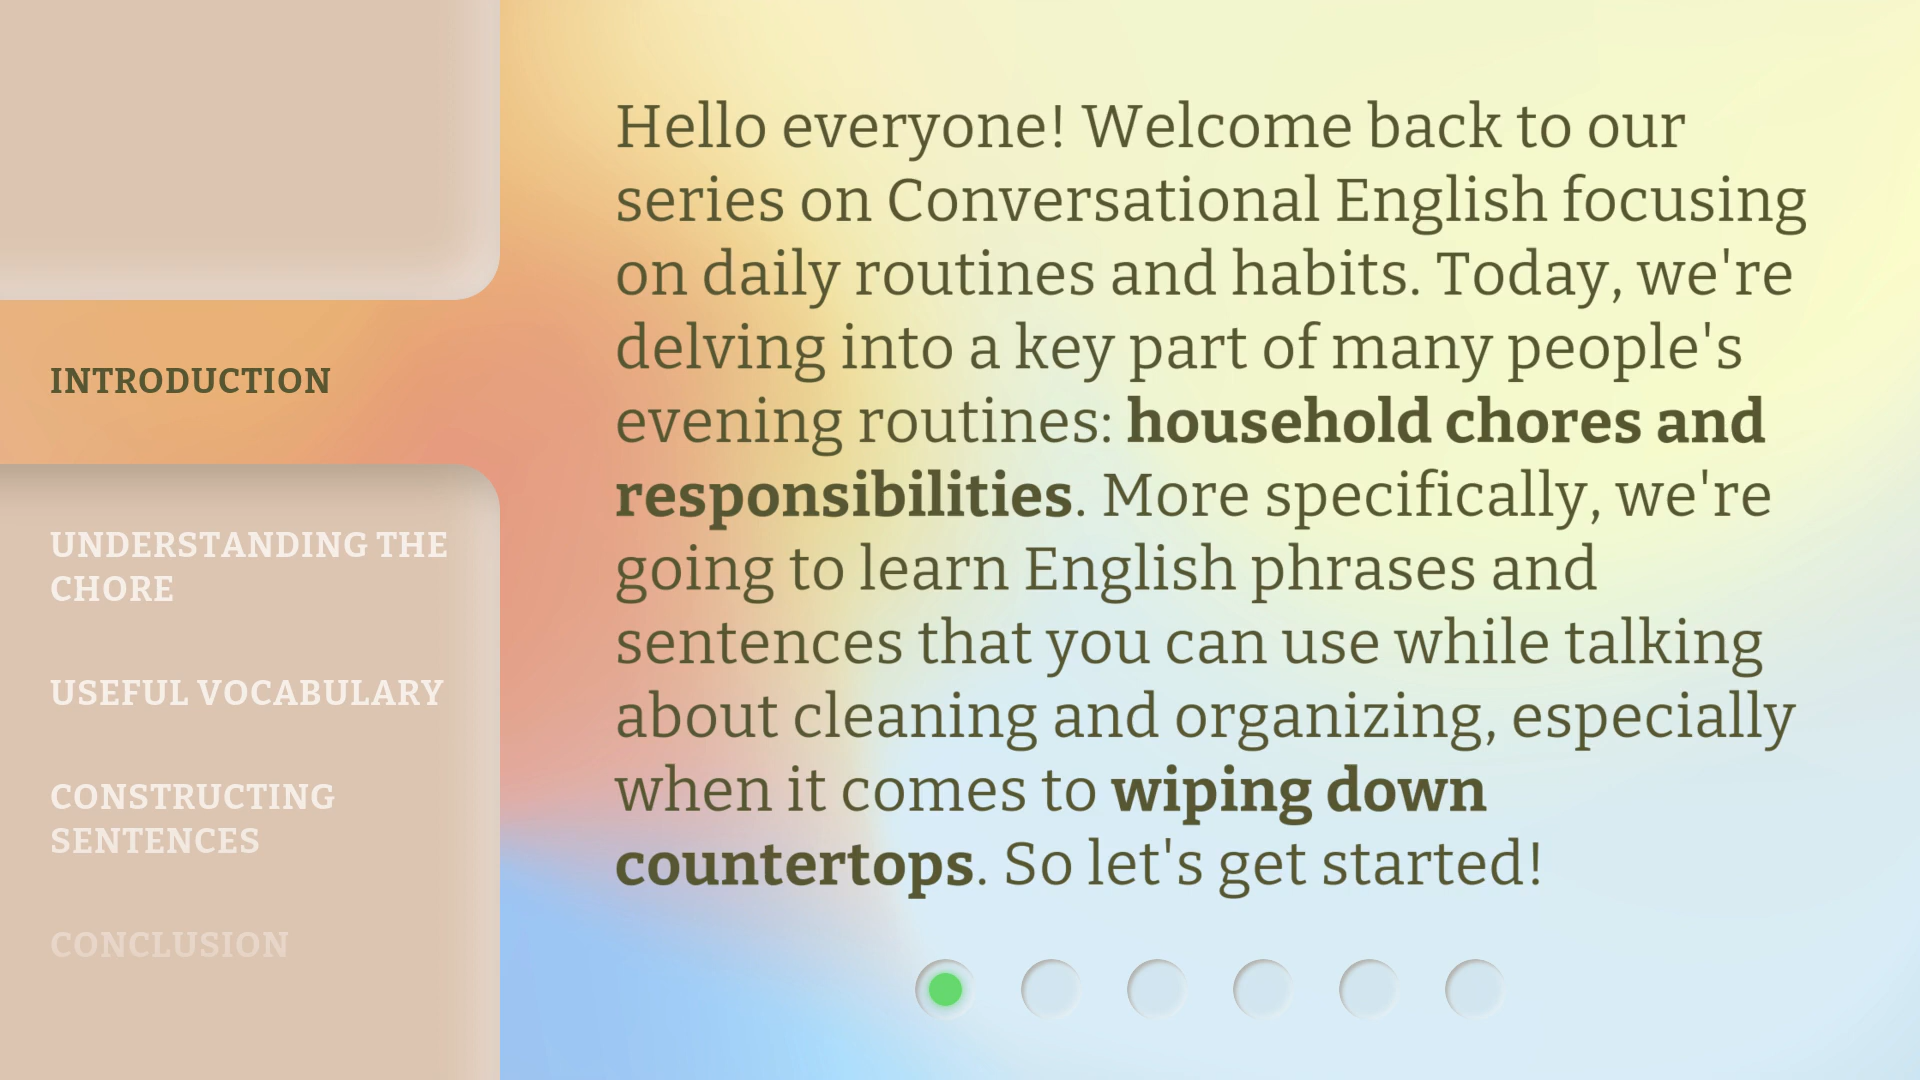 INTRODUCTION
UNDERSTANDING THE
CHORE
USEFUL VOCABULARY
CONSTRUCTING
SENTENCES
CONCLUSION
Hello everyone! Welcome back to our
series on Conversational English focusing
on daily routines and habits. Today, we're
delving into a key part of many people's
evening routines: household chores and
responsibilities. More specifically, we're
going to learn English phrases and
sentences that you can use while talking
about cleaning and organizing, especially
when it comes to wiping down
countertops. So let's get started!